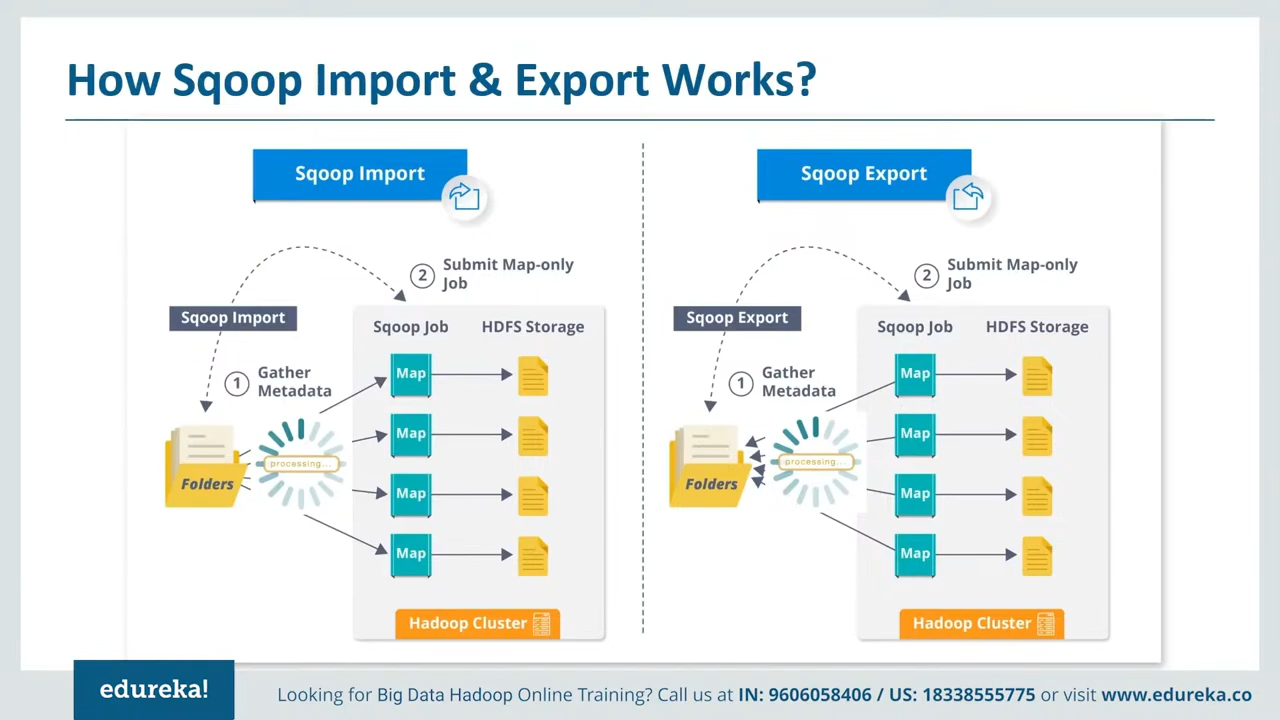 How Sqoop Import & Export Works?
Sqoop Import
Submit Map-only
Job
2
Sqoop Import
Sqoop Job
HDFS Storage
1
Gather
Metadata
Map
Map
Map
Map
processing...
Folders
Hadoop Cluster
Sqoop Export
Submit Map-only
Job
2
Sqoop Export
Sqoop Job
HDFS Storage
1
Gather
Metadata
Map
Map
Map
Map
processing...
Folders
Hadoop Cluster
edureka!
Looking for Big Data Hadoop Online Training? Call us at IN: 9606058406 / US: 18338555775 or visit www.edureka.co